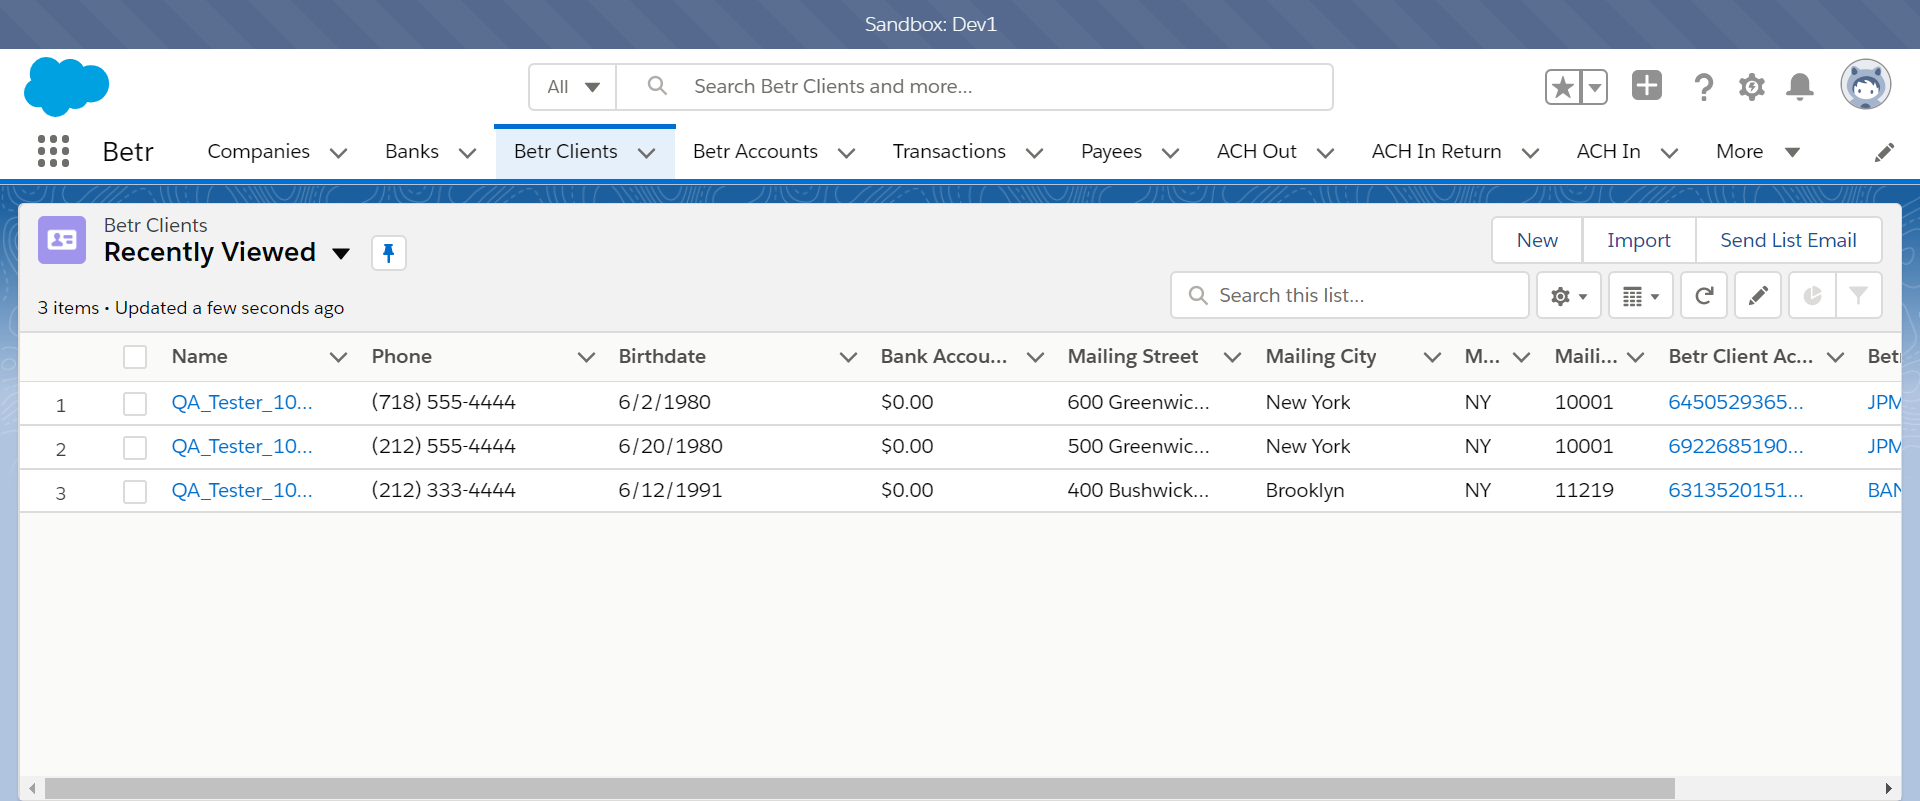 Sandbox: Dev1
All
Search Betr Clients and more...
Betr
Companies
Banks
Betr Clients
Betr Accounts
Transactions
Payees
ACH Out
ACH In Return
ACH In
More
Betr Clients
Recently Viewed
New
Import
Send List Email
3 items • Updated a few seconds ago
Search this list...
Name Phone Birthdate Bank Accou... Mailing Street Mailing City M... Maili... Betr Client Ac... Bet
1 QA_Tester_10... (718) 555-4444 6/2/1980 $0.00 600 Greenwic... New York NY 10001 6450529365... JPM
2 QA_Tester_10... (212) 555-4444 6/20/1980 $0.00 500 Greenwic... New York NY 10001 6922685190... JPM
3 QA_Tester_10... (212) 333-4444 6/12/1991 $0.00 400 Bushwick... Brooklyn NY 11219 6313520151... BAN